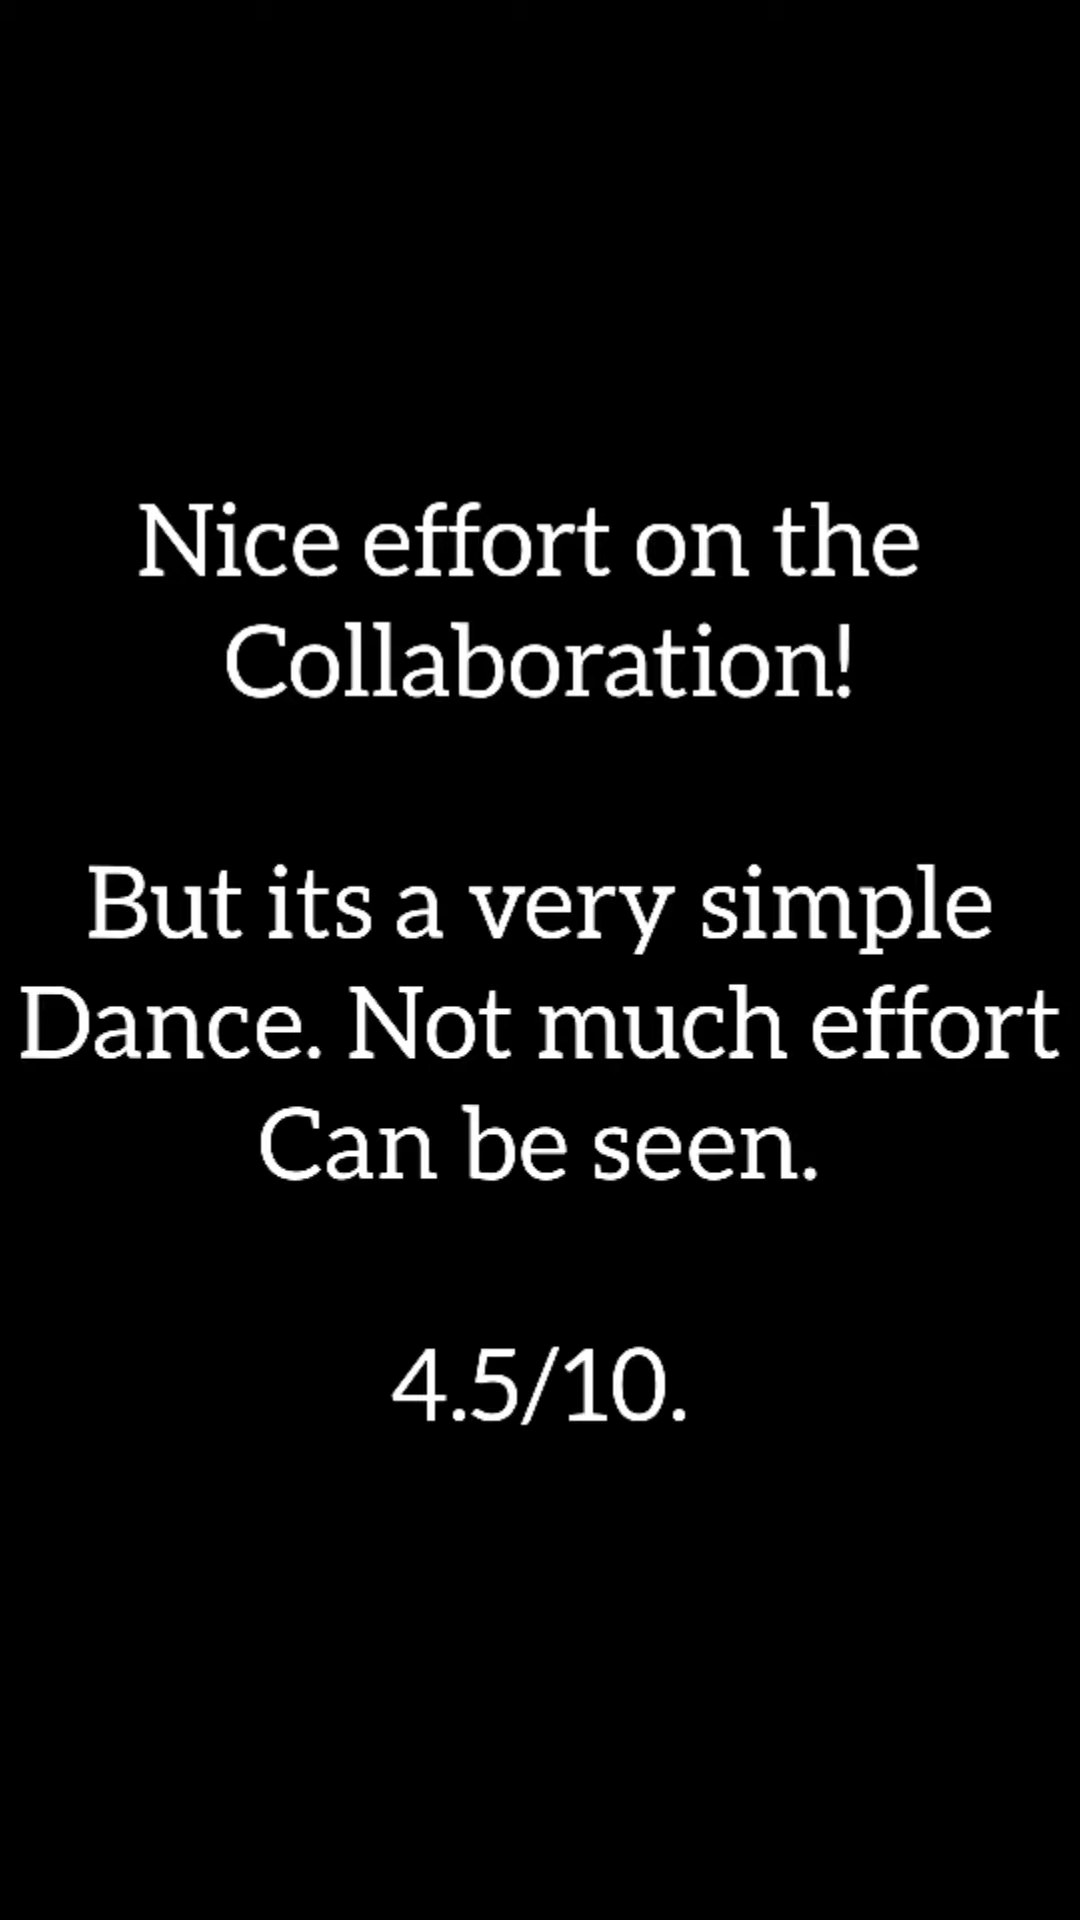 Nice effort on the
Collaboration!
But its a very simple
Dance. Not much effort
Can be seen.
4.5/10.